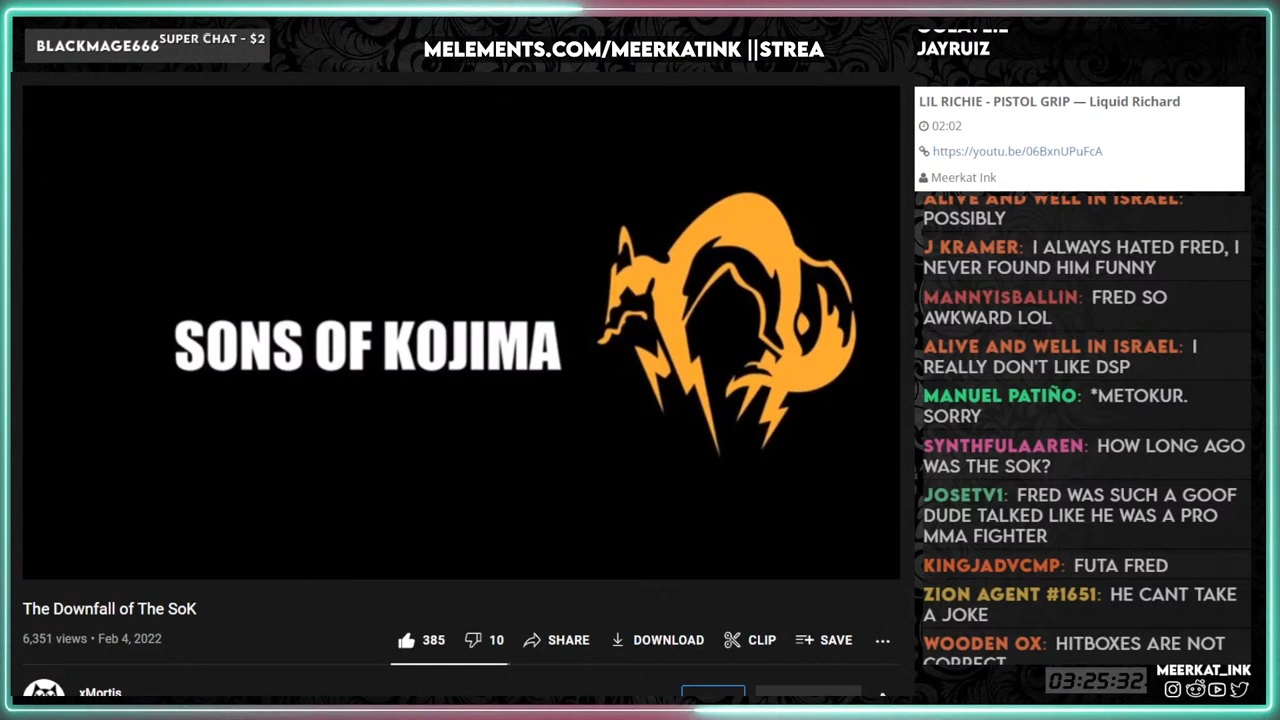 BLACKMAGE666 SUPER CHAT - $2
MELEMENTS.COM/MEERKATINK ||STREA
JAYRUIZ
LIL RICHIE - PISTOL GRIP — Liquid Richard
02:02
https://youtu.be/06BxnUPuFcA
Meerkat Ink
ALIVE AND WELL IN ISRAEL:
POSSIBLY
J KRAMER: I ALWAYS HATED FRED, I
NEVER FOUND HIM FUNNY
MANNYISBALLIN: FRED SO
AWKWARD LOL
ALIVE AND WELL IN ISRAEL: I
REALLY DON'T LIKE DSP
MANUEL PATIÑO: *METOKUR.
SORRY
SYNTHFULAAREN: HOW LONG AGO
WAS THE SOK?
JOSETV1: FRED WAS SUCH A GOOF
DUDE TALKED LIKE HE WAS A PRO
MMA FIGHTER
KINGJADVCMP: FUTA FRED
ZION AGENT #1651: HE CANT TAKE
A JOKE
WOODEN OX: HITBOXES ARE NOT
CORRECT
SONS OF KOJIMA
The Downfall of The SoK
6,351 views • Feb 4, 2022
385
10
SHARE
DOWNLOAD
CLIP
SAVE
xMortis
03:25:32
MEERKAT_INK